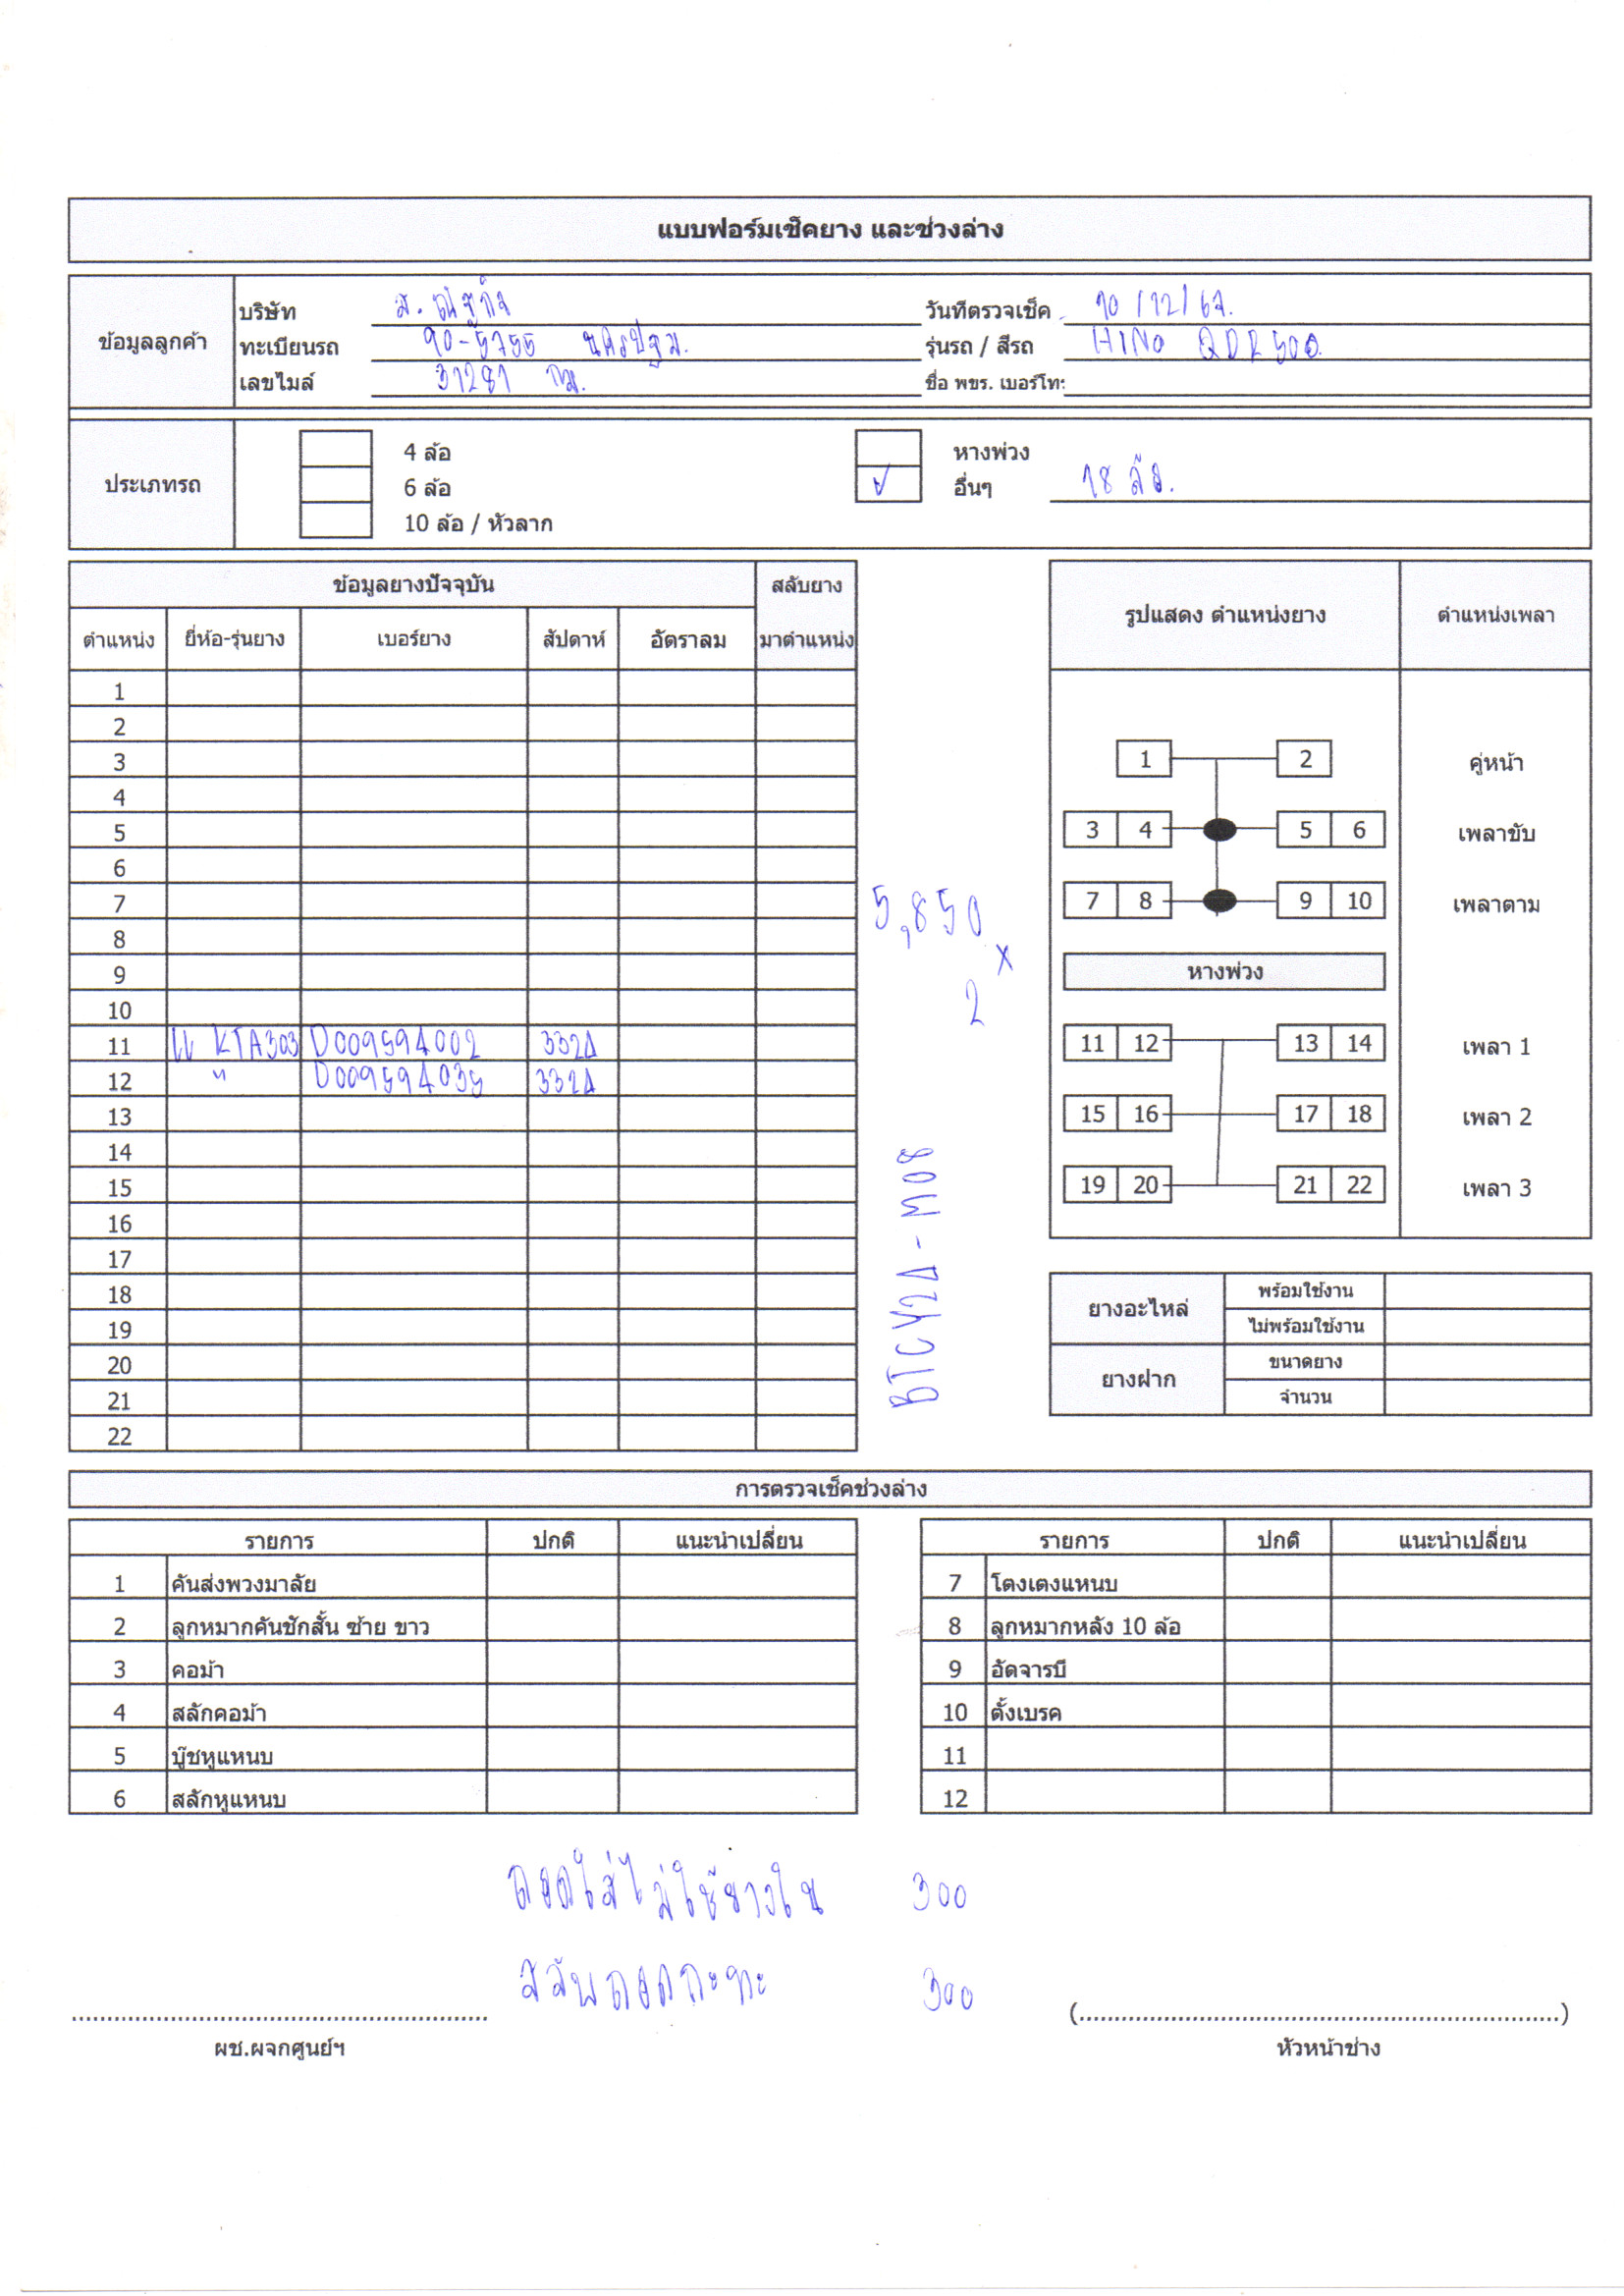 แบบฟอร์มเช็คยาง และช่วงล่าง
ข้อมูลลูกค้า
บริษัท ส.ณัฐกิจ
วันทีตรวจเช็ค 10/12/67.
ทะเบียนรถ 90-5755 นครปฐม.
รุ่นรถ / สีรถ HINO 500
เลขไมล์ 31281 กม.
ชื่อ พขร. เบอร์โท:
ประเภทรถ
4 ล้อ
6 ล้อ
10 ล้อ / หัวลาก
หางพ่วง
อื่นๆ 18 ล้อ.
ข้อมูลยางปัจจุบัน สลับยาง
ตำแหน่ง ยี่ห้อ-รุ่นยาง เบอร์ยาง สัปดาห์ อัตราลม มาตำแหน่ง
1
2
3
4
5
6
7
8
9
10
11 KTA303 D009594002 3324
12 " D009594035 3324
13
14
15
16
17
18
19
20
21
22
5,850
x
2
BTCY24-M08
รูปแสดง ตำแหน่งยาง ตำแหน่งเพลา
1 2 คู่หน้า
3 4 5 6 เพลาขับ
7 8 9 10 เพลาตาม
หางพ่วง
11 12 13 14 เพลา 1
15 16 17 18 เพลา 2
19 20 21 22 เพลา 3
ยางอะไหล่ พร้อมใช้งาน
ไม่พร้อมใช้งาน
ยางฝาก ขนาดยาง
จำนวน
การตรวจเช็คช่วงล่าง
รายการ ปกติ แนะนำเปลี่ยน
1 คันส่งพวงมาลัย
2 ลูกหมากคันชักสั้น ซ้าย ขาว
3 คอม้า
4 สลักคอม้า
5 บู๊ชหูแหนบ
6 สลักหูแหนบ
รายการ ปกติ แนะนำเปลี่ยน
7 โตงเตงแหนบ
8 ลูกหมากหลัง 10 ล้อ
9 อัดจารบี
10 ตั้งเบรค
11
12
ถอดใส่ไม่ใช้ยางใน 300
สลับถอดกะทะ 300
ผช.ผจกศูนย์ฯ
(....................)
หัวหน้าช่าง